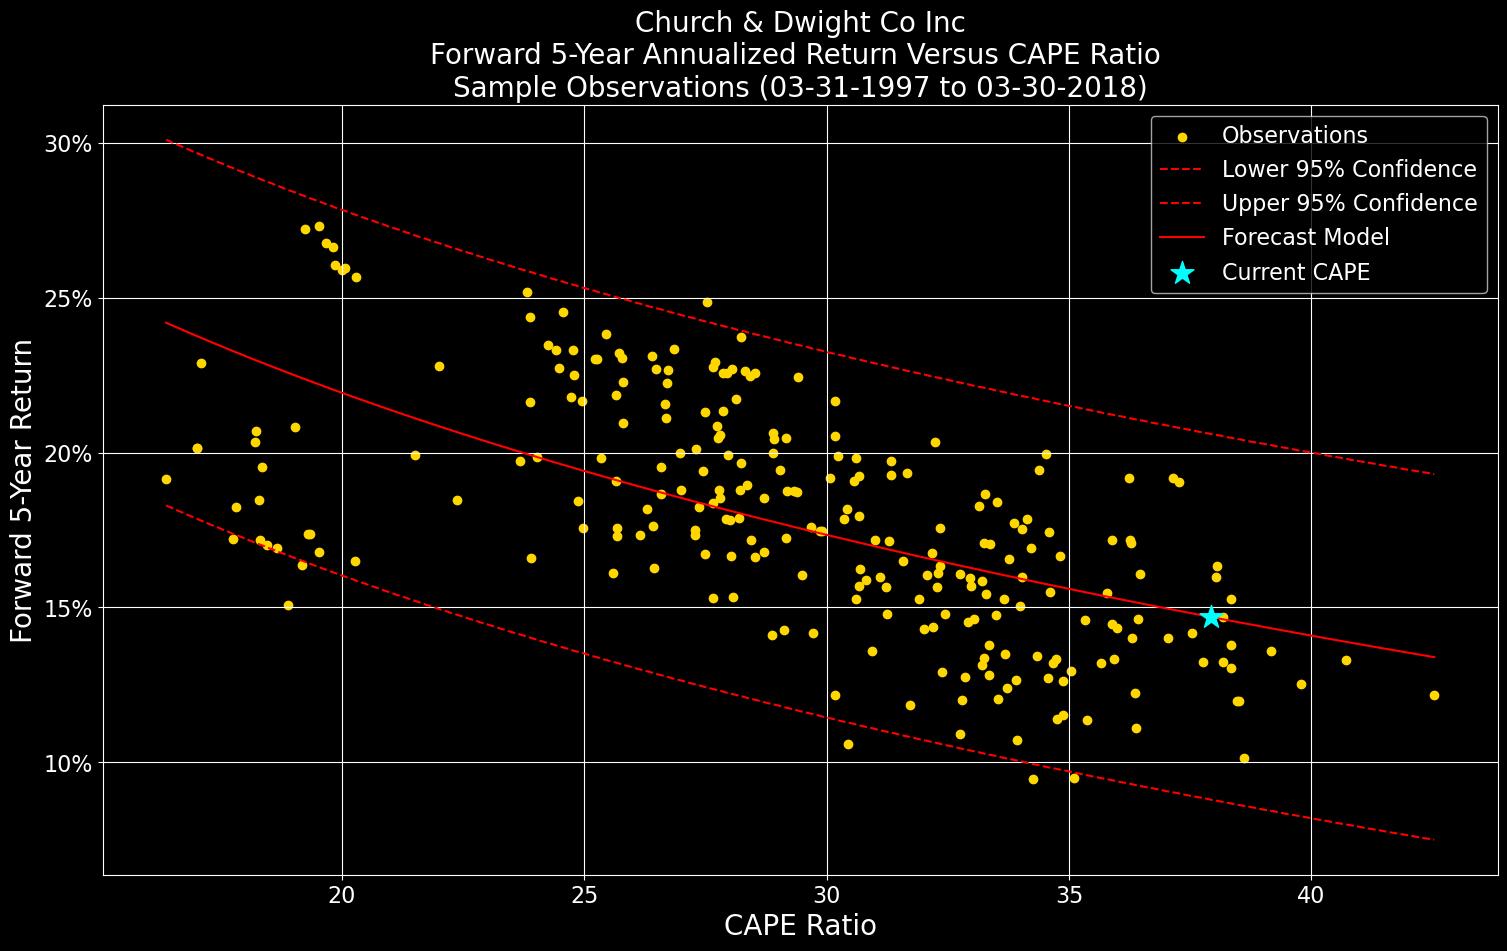 Church & Dwight Co Inc
Forward 5-Year Annualized Return Versus CAPE Ratio
Sample Observations (03-31-1997 to 03-30-2018)
Observations
Lower 95% Confidence
Upper 95% Confidence
Forecast Model
Current CAPE
Forward 5-Year Return
30%
25%
20%
15%
10%
20 25 30 35 40
CAPE Ratio